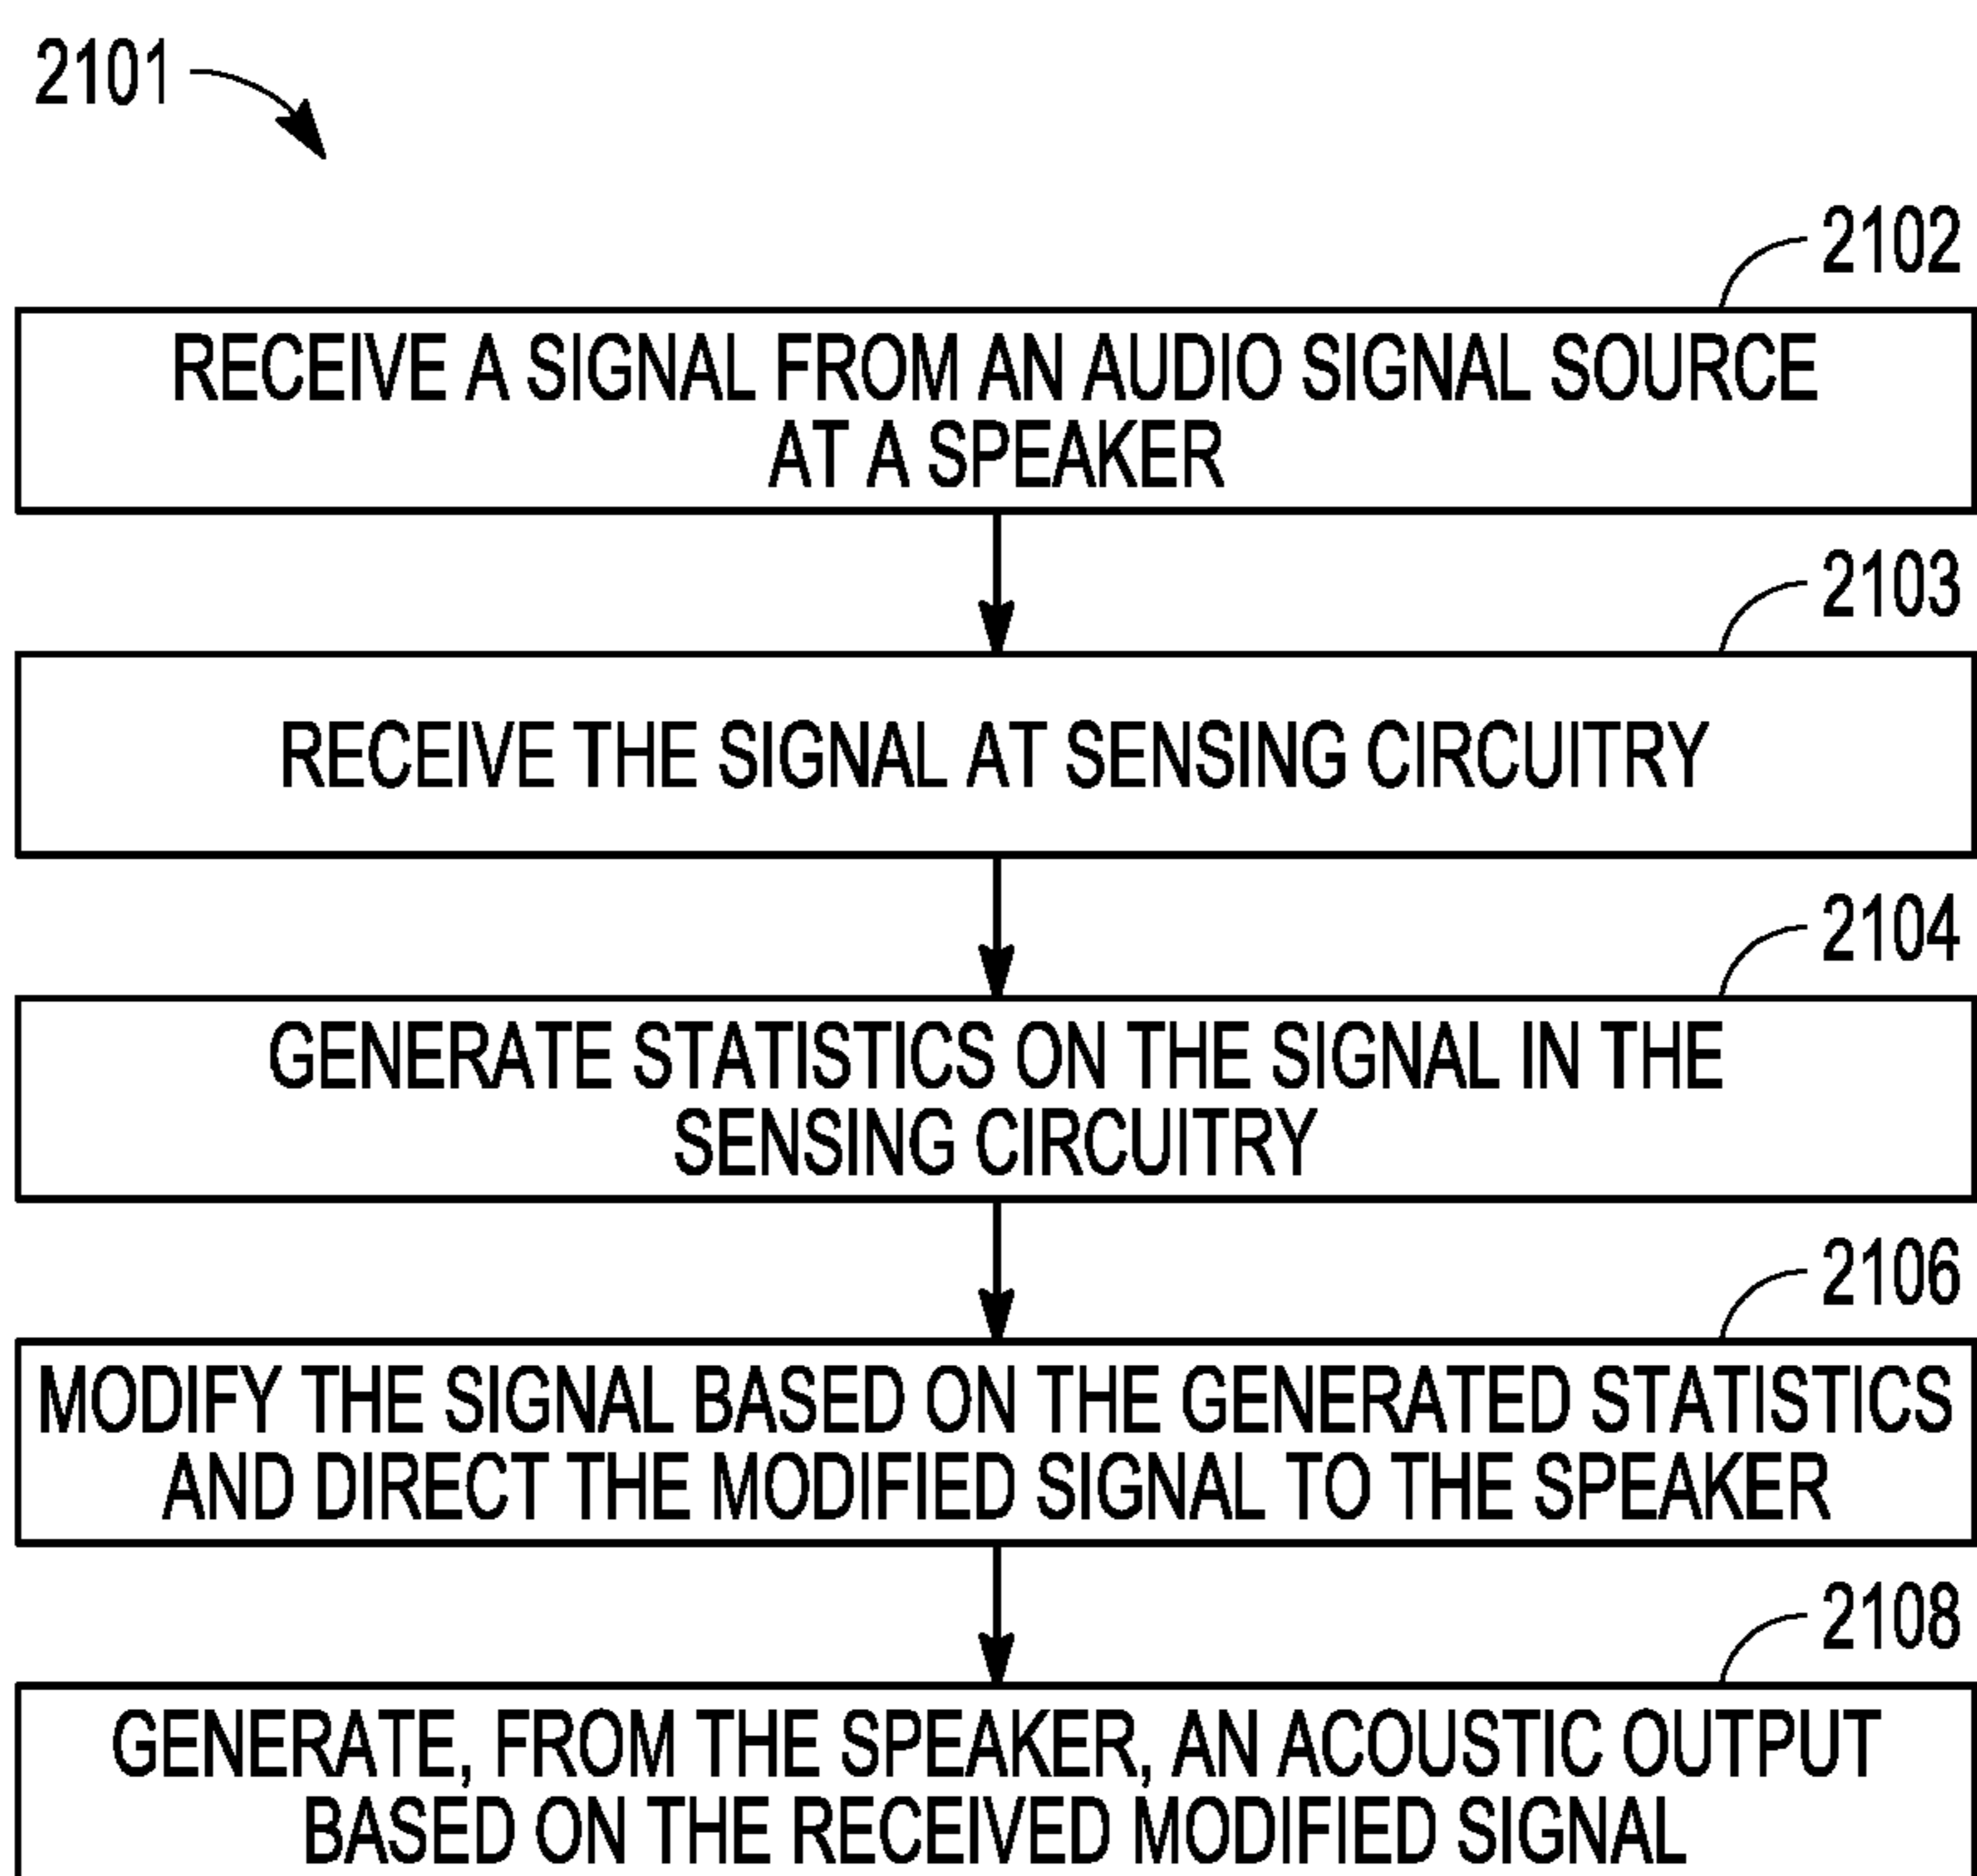 2101
2102
RECEIVE A SIGNAL FROM AN AUDIO SIGNAL SOURCE
AT A SPEAKER
2103
RECEIVE THE SIGNAL AT SENSING CIRCUITRY
2104
GENERATE STATISTICS ON THE SIGNAL IN THE
SENSING CIRCUITRY
2106
MODIFY THE SIGNAL BASED ON THE GENERATED STATISTICS
AND DIRECT THE MODIFIED SIGNAL TO THE SPEAKER
2108
GENERATE, FROM THE SPEAKER, AN ACOUSTIC OUTPUT
BASED ON THE RECEIVED MODIFIED SIGNAL